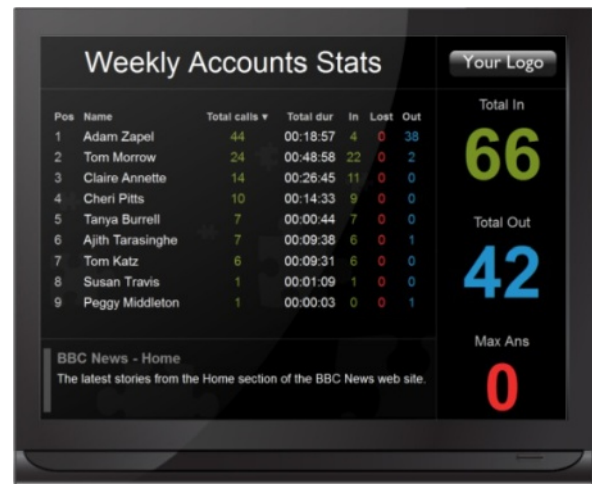 Weekly Accounts Stats
Your Logo
Pos Name Total calls ▼ Total dur In Lost Out
1 Adam Zapel 44 00:18:57 4 0 38
2 Tom Morrow 24 00:48:58 22 0 2
3 Claire Annette 14 00:26:45 11 0 0
4 Cheri Pitts 10 00:14:33 9 0 0
5 Tanya Burrell 7 00:00:44 7 0 0
6 Ajith Tarasinghe 7 00:09:38 6 0 1
7 Tom Katz 6 00:09:31 6 0 0
8 Susan Travis 1 00:01:09 1 0 0
9 Peggy Middleton 1 00:00:03 0 0 1
Total In
66
Total Out
42
Max Ans
0
BBC News - Home
The latest stories from the Home section of the BBC News web site.